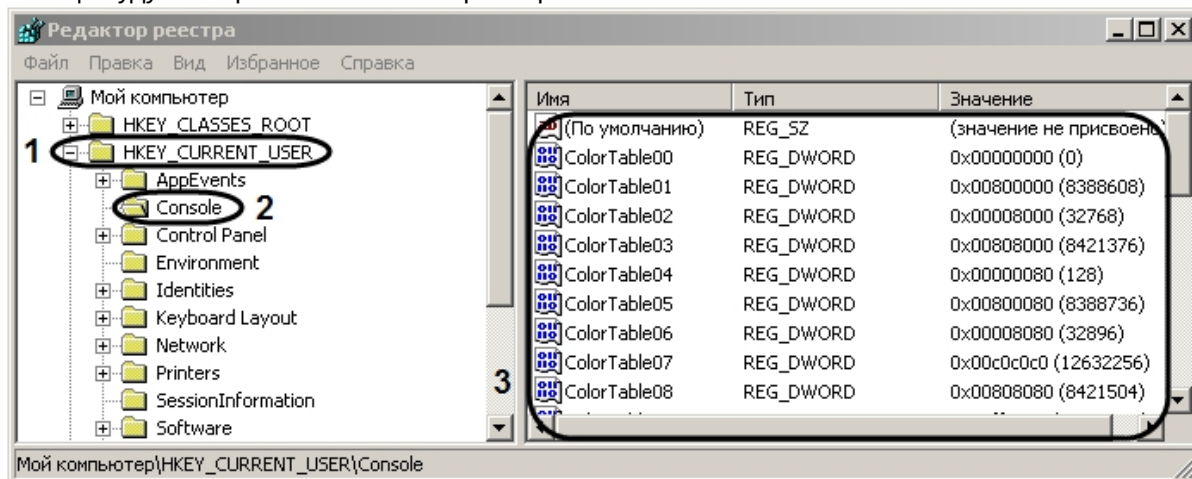 Редактор реестра
Файл Правка Вид Избранное Справка
Мой компьютер
HKEY_CLASSES_ROOT
1 HKEY_CURRENT_USER
AppEvents
Console 2
Control Panel
Environment
Identities
Keyboard Layout
Network
Printers
SessionInformation
Software
3
Имя Тип Значение
(По умолчанию) REG_SZ (значение не присвоено)
ColorTable00 REG_DWORD 0x00000000 (0)
ColorTable01 REG_DWORD 0x00800000 (8388608)
ColorTable02 REG_DWORD 0x00008000 (32768)
ColorTable03 REG_DWORD 0x00808000 (8421376)
ColorTable04 REG_DWORD 0x00000080 (128)
ColorTable05 REG_DWORD 0x00800080 (8388736)
ColorTable06 REG_DWORD 0x00008080 (32896)
ColorTable07 REG_DWORD 0x00c0c0c0 (12632256)
ColorTable08 REG_DWORD 0x00808080 (8421504)
Мой компьютер\HKEY_CURRENT_USER\Console